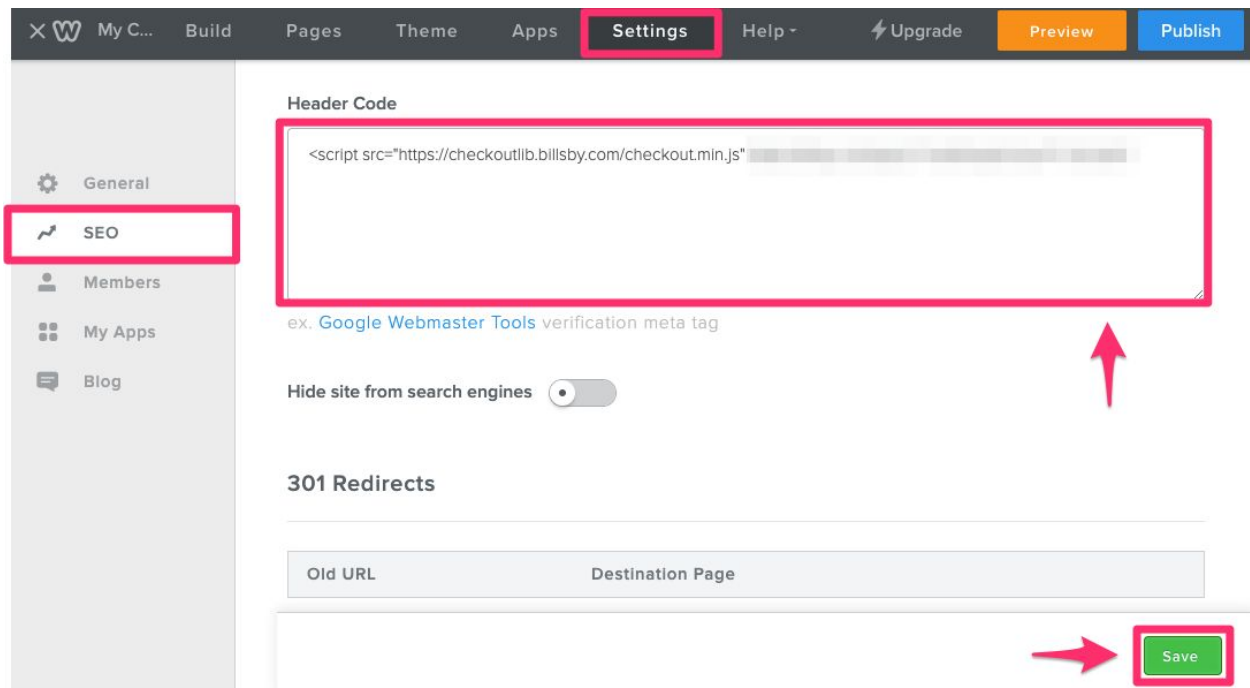 My C... Build Pages Theme Apps Settings Help Upgrade Preview Publish
Header Code
<script src="https://checkoutlib.billsby.com/checkout.min.js"
General
SEO
Members
My Apps
Blog
ex. Google Webmaster Tools verification meta tag
Hide site from search engines
301 Redirects
Old URL Destination Page
Save